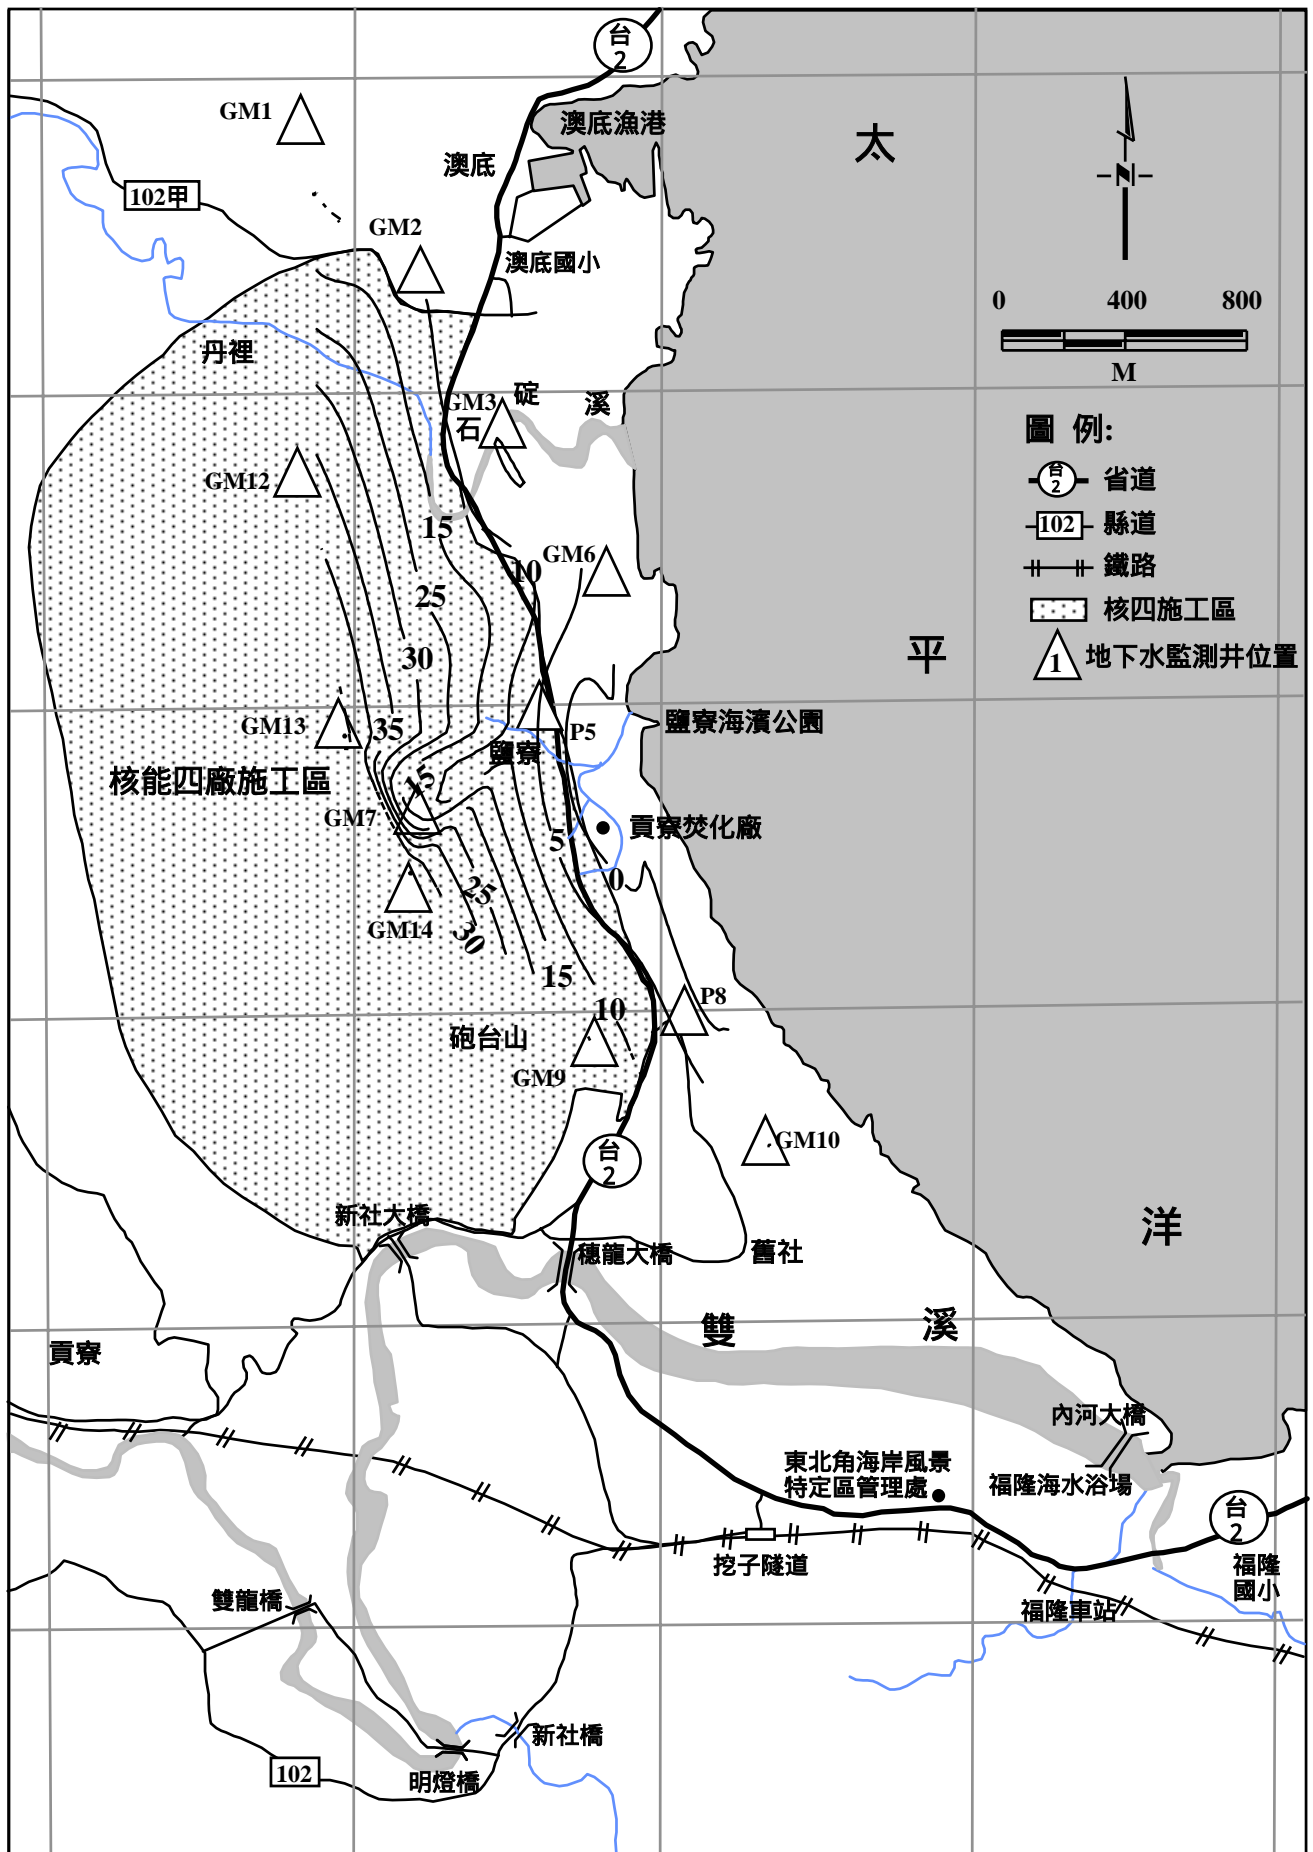 台
2
GM1
澳底漁港
太
澳底
102甲
GM2
澳底國小
0 400 800
M
丹裡
碇 溪
GM3
石
圖 例:
台
2
省道
GM12
102
縣道
15
GM6
鐵路
10
25
核四施工區
30
1
地下水監測井位置
平
GM13
35
P5
鹽寮海濱公園
鹽寮
核能四廠施工區
15
GM7
貢寮焚化廠
5
0
25
GM14
30
15
P8
10
砲台山
GM9
GM10
台
2
新社大橋
洋
穗龍大橋
舊社
雙 溪
貢寮
內河大橋
東北角海岸風景
特定區管理處
福隆海水浴場
台
2
挖子隧道
福隆
國小
雙龍橋
福隆車站
新社橋
102
明燈橋